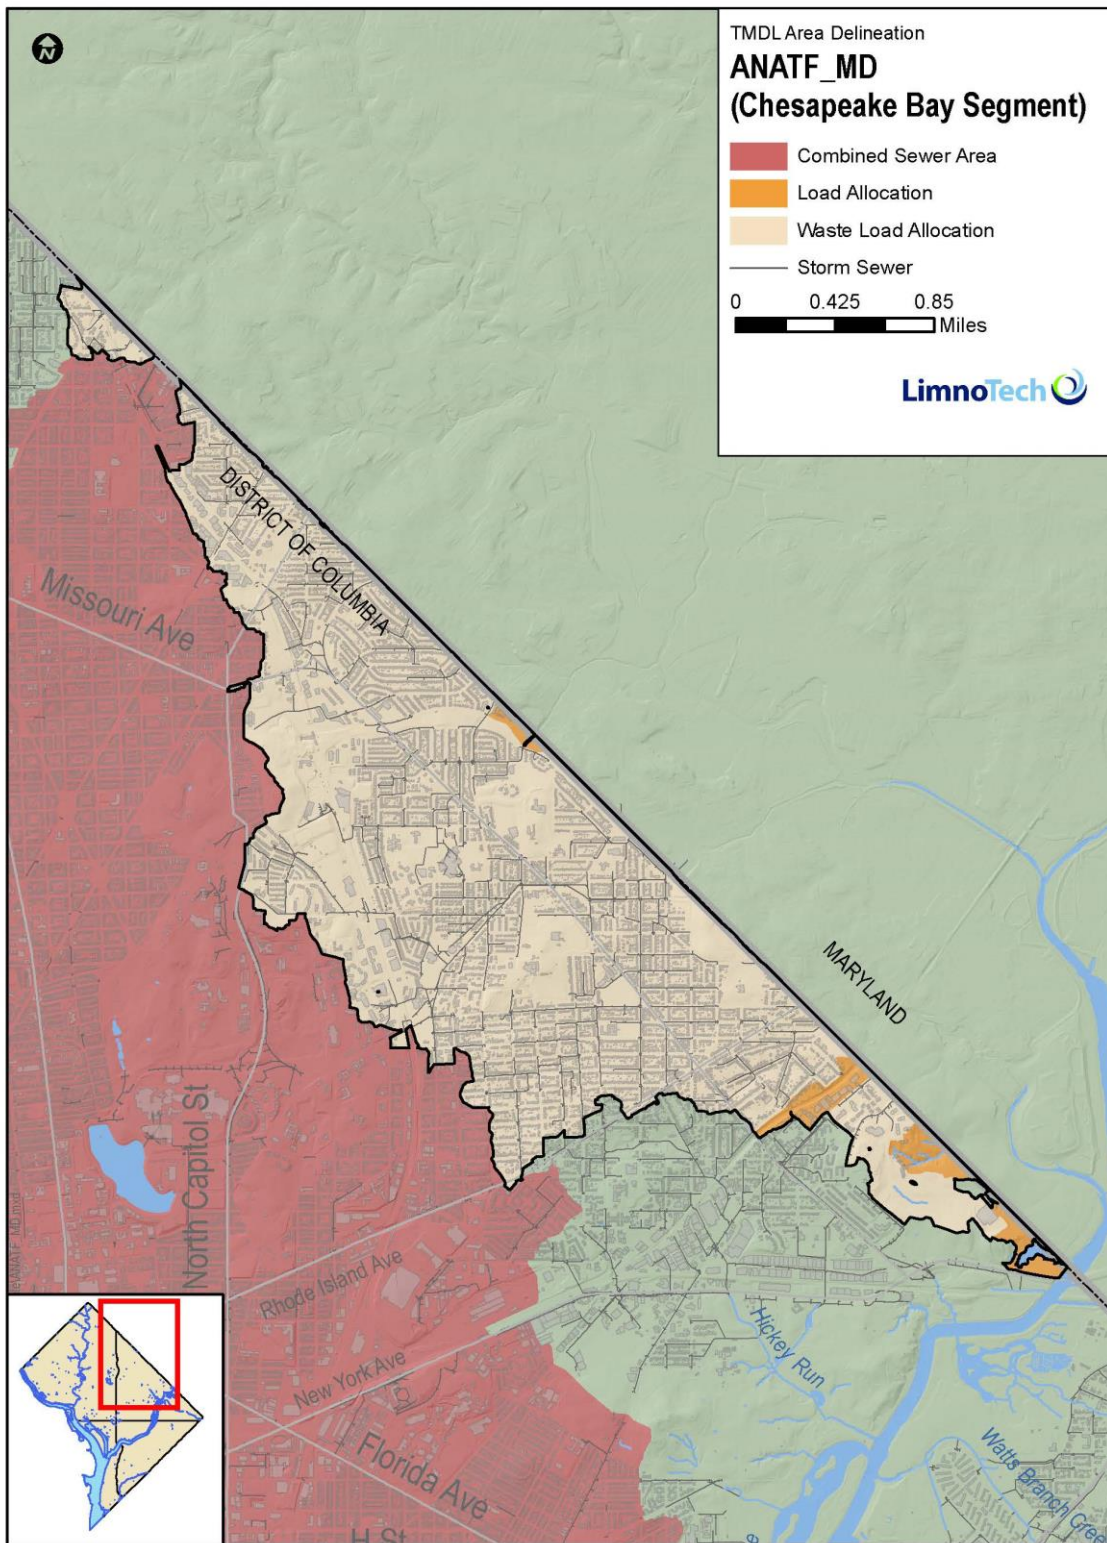 N
TMDL Area Delineation
ANATF_MD
(Chesapeake Bay Segment)
Combined Sewer Area
Load Allocation
Waste Load Allocation
Storm Sewer
0 0.425 0.85
Miles
LimnoTech
DISTRICT OF COLUMBIA
Missouri Ave
MARYLAND
North Capitol St
Rhode Island Ave
New York Ave
Florida Ave
H St
Hickey Run
Watts Branch Cree